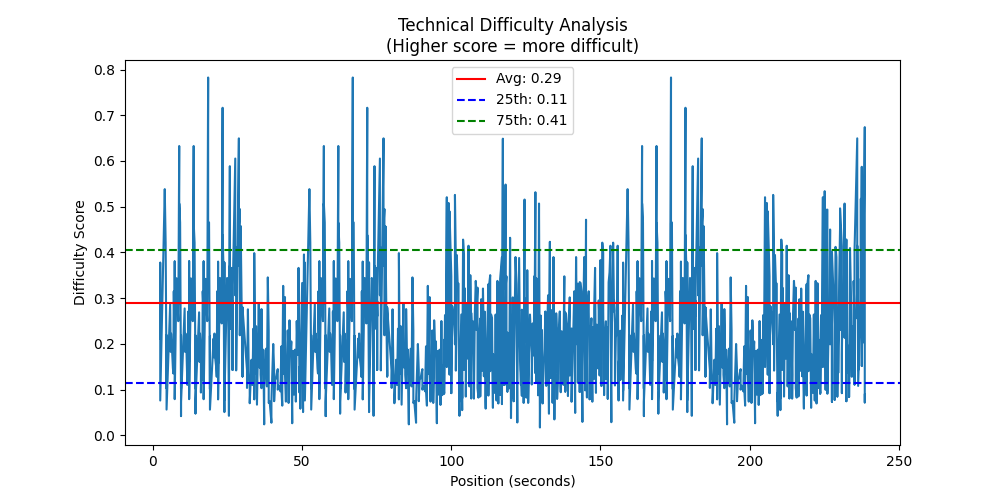 Technical Difficulty Analysis
(Higher score = more difficult)
Avg: 0.29
25th: 0.11
75th: 0.41
Difficulty Score
0.8
0.7
0.6
0.5
0.4
0.3
0.2
0.1
0.0
0
50
100
150
200
250
Position (seconds)